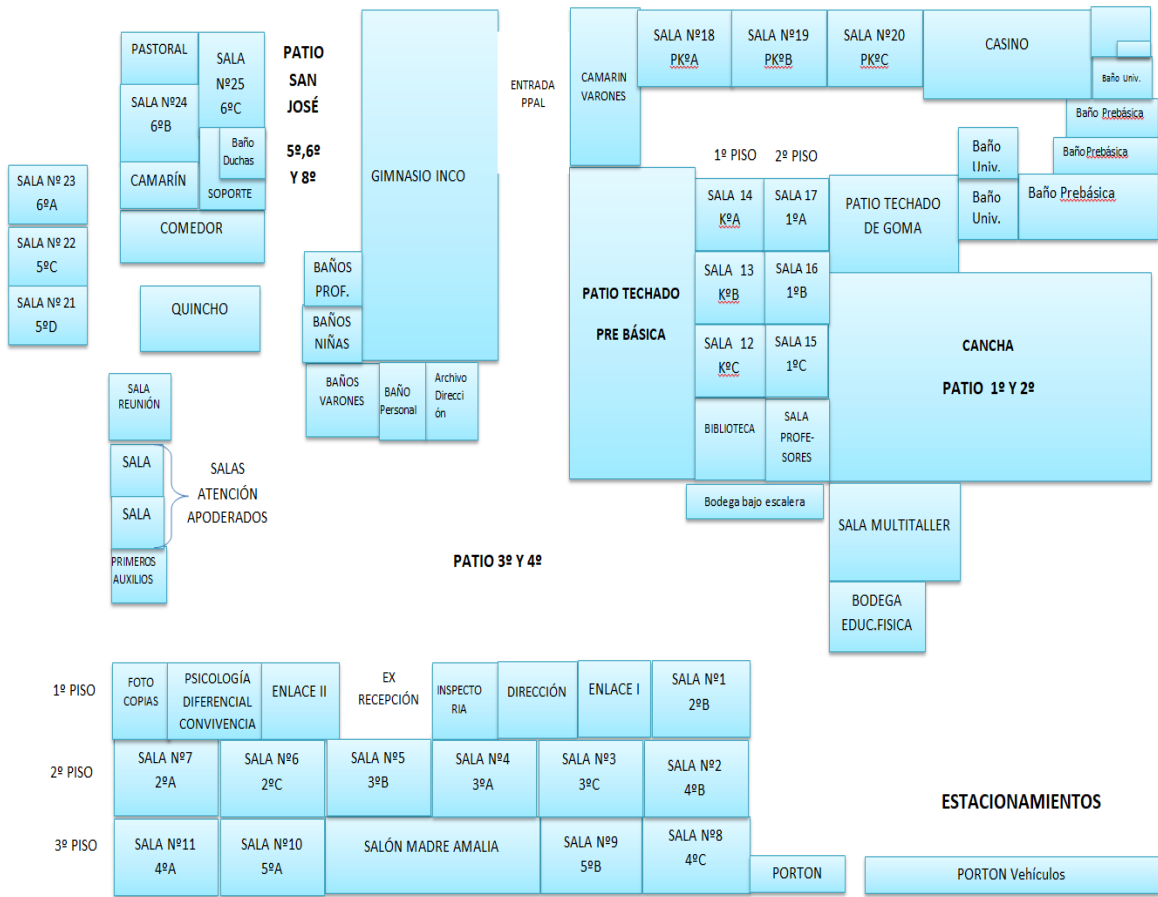 PASTORAL
SALA
Nº25
6ºC
SALA Nº24
6ºB
Baño
Duchas
CAMARÍN
SOPORTE
COMEDOR
PATIO
SAN
JOSÉ
5º,6º
Y 8º
GIMNASIO INCO
ENTRADA
PPAL
CAMARIN
VARONES
SALA Nº18
PKºA
SALA Nº19
PKºB
SALA Nº20
PKºC
CASINO
Baño Univ.
Baño Prebásica
Baño Prebásica
Baño
Univ.
Baño
Univ.
Baño Prebásica
SALA Nº 23
6ºA
SALA Nº 22
5ºC
SALA Nº 21
5ºD
QUINCHO
BAÑOS
PROF.
BAÑOS
NIÑAS
BAÑOS
VARONES
BAÑO
Personal
Archivo
Direcci
ón
PATIO TECHADO
PRE BÁSICA
1º PISO
2º PISO
SALA 14
KºA
SALA 17
1ºA
SALA 13
KºB
SALA 16
1ºB
SALA 12
KºC
SALA 15
1ºC
BIBLIOTECA
SALA
PROFE-
SORES
PATIO TECHADO
DE GOMA
CANCHA
PATIO 1º Y 2º
Bodega bajo escalera
SALA MULTITALLER
BODEGA
EDUC.FISICA
SALA
REUNIÓN
SALA
SALA
SALAS
ATENCIÓN
APODERADOS
PRIMEROS
AUXILIOS
PATIO 3º Y 4º
1º PISO
FOTO
COPIAS
PSICOLOGÍA
DIFERENCIAL
CONVIVENCIA
ENLACE II
EX
RECEPCIÓN
INSPECTO
RIA
DIRECCIÓN
ENLACE I
SALA Nº1
2ºB
2º PISO
SALA Nº7
2ºA
SALA Nº6
2ºC
SALA Nº5
3ºB
SALA Nº4
3ºA
SALA Nº3
3ºC
SALA Nº2
4ºB
3º PISO
SALA Nº11
4ºA
SALA Nº10
5ºA
SALÓN MADRE AMALIA
SALA Nº9
5ºB
SALA Nº8
4ºC
ESTACIONAMIENTOS
PORTON
PORTON Vehículos